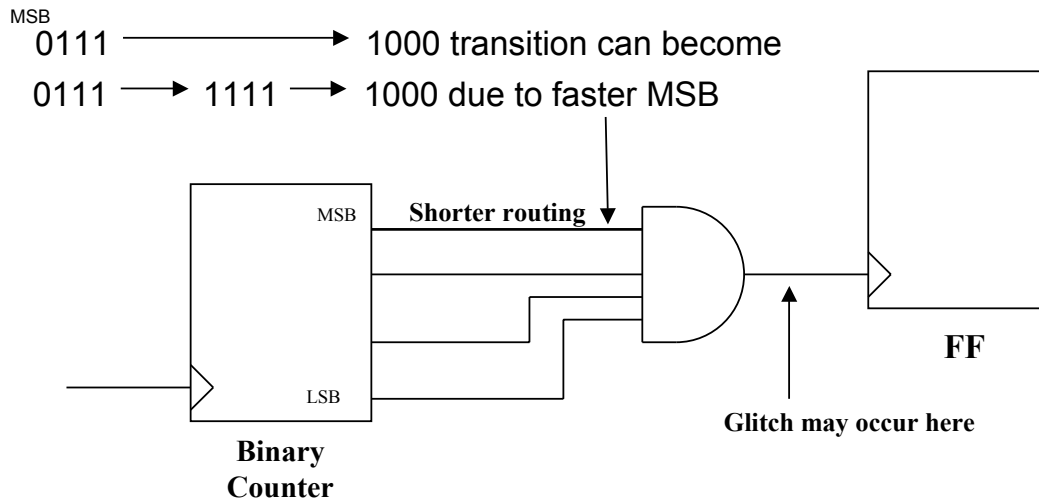 MSB
0111 1000 transition can become
0111 1111 1000 due to faster MSB
MSB
Shorter routing
LSB
FF
Glitch may occur here
Binary
Counter